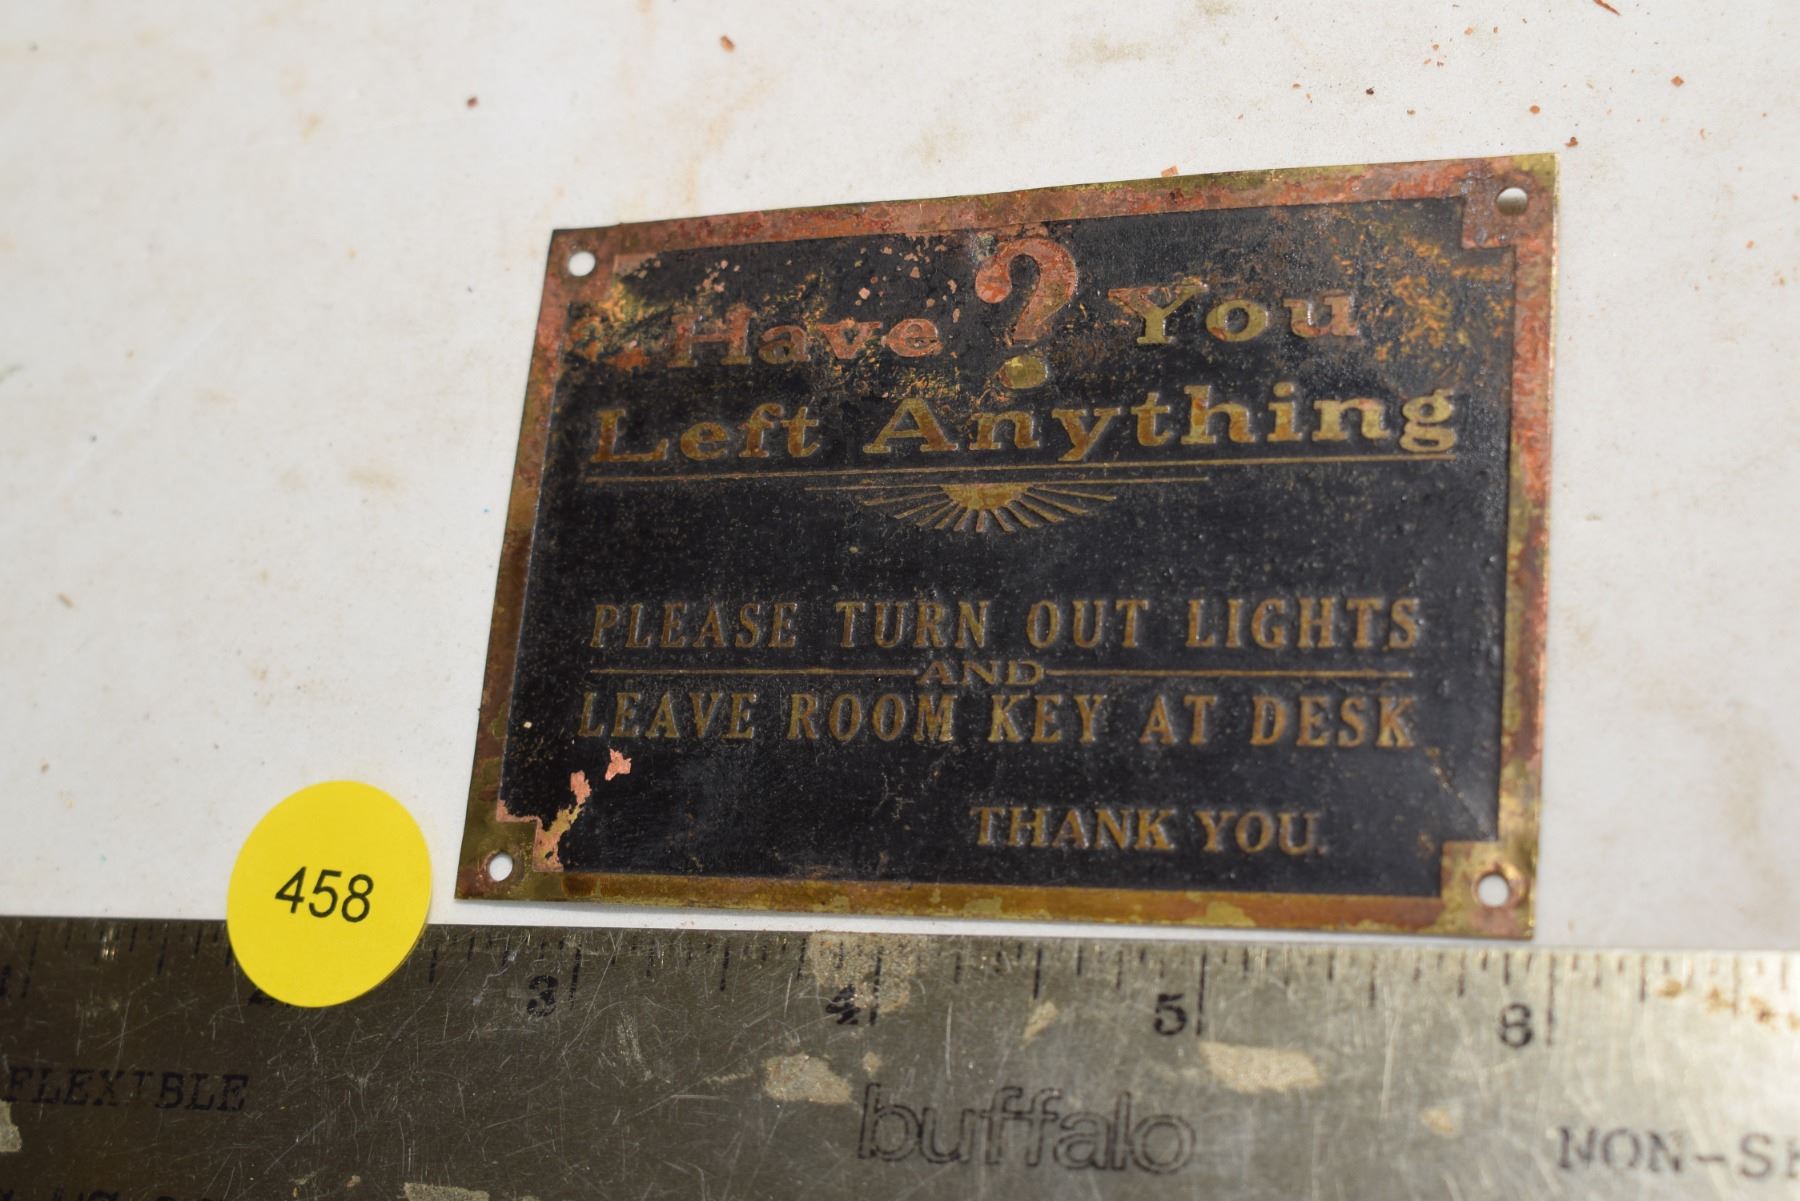 Have ? You
Left Anything
PLEASE TURN OUT LIGHTS
AND
LEAVE ROOM KEY AT DESK
THANK YOU.
458
3 4 5 6
FLEXIBLE
buffalo